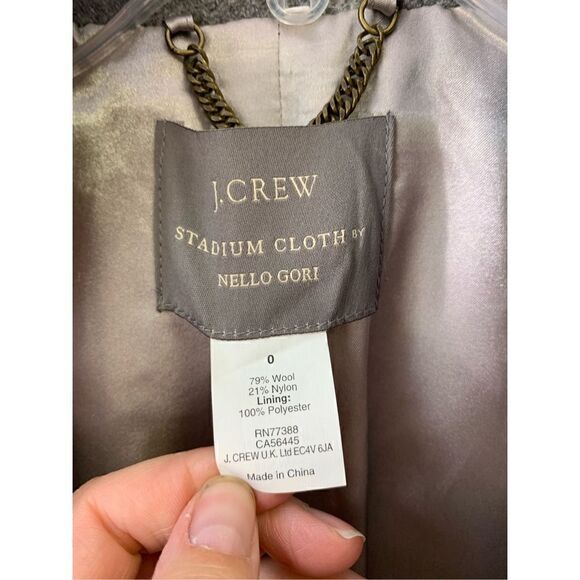 J.CREW
STADIUM CLOTH BY
NELLO GORI
0
79% Wool
21% Nylon
Lining:
100% Polyester
RN77388
CA56445
J. CREW U.K. Ltd EC4V 6JA
Made in China